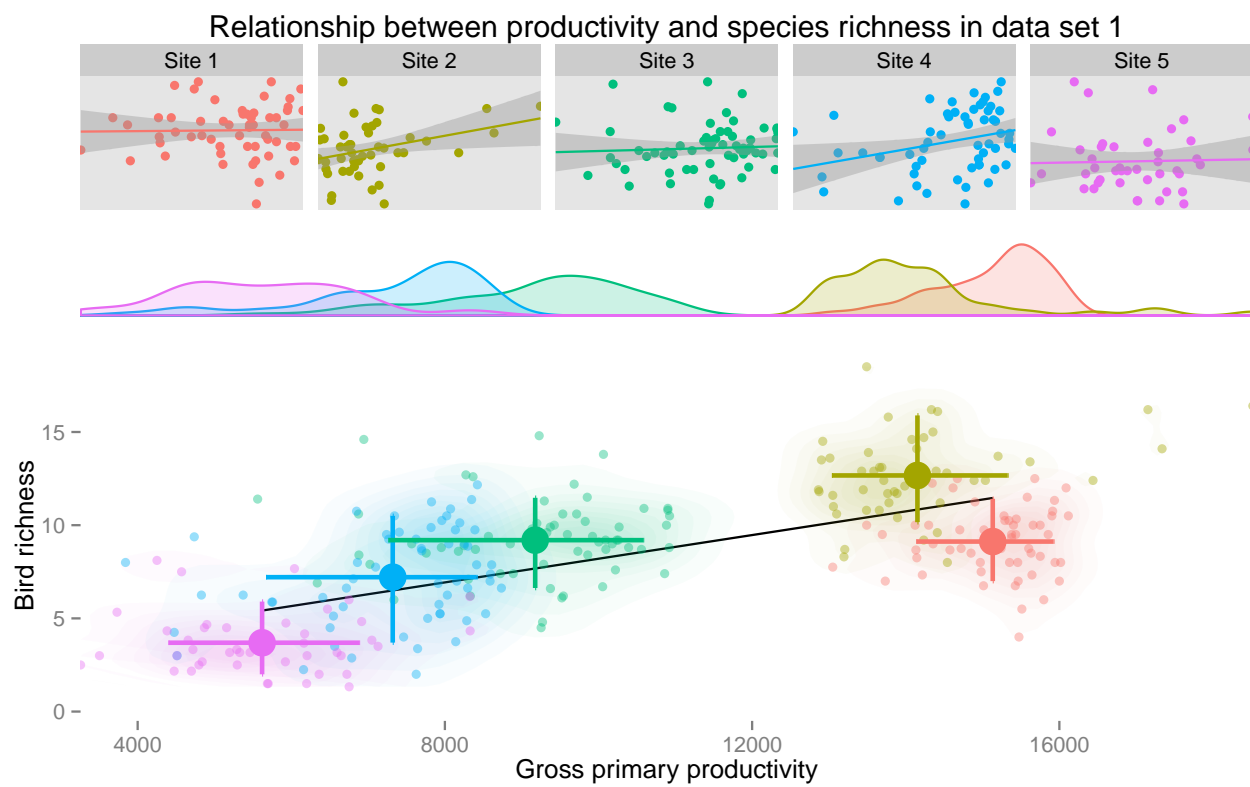 Relationship between productivity and species richness in data set 1
Site 1 Site 2 Site 3 Site 4 Site 5
15
10
5
0
Bird richness
4000 8000 12000 16000
Gross primary productivity